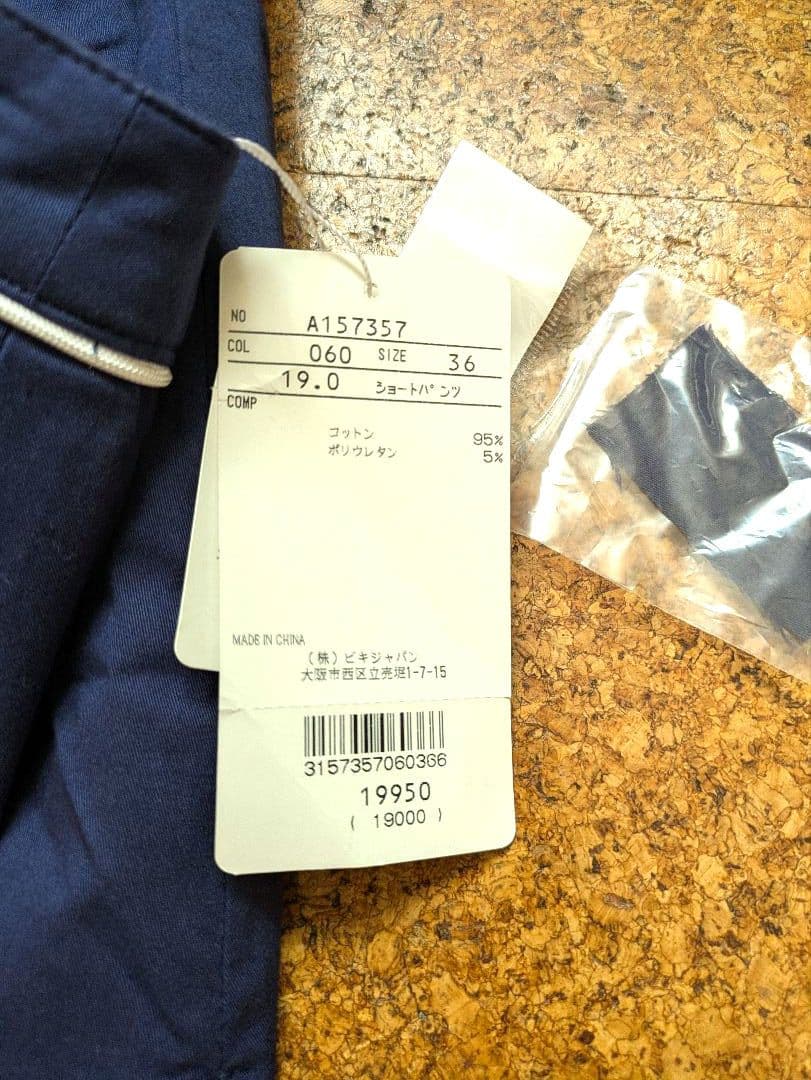 NO A157357
COL 060 SIZE 36
19.0 ショートパンツ
COMP
コットン 95%
ポリウレタン 5%
MADE IN CHINA
(株)ビキジャパン
大阪市西区立売堀1-7-15
3157357060366
19950
( 19000 )